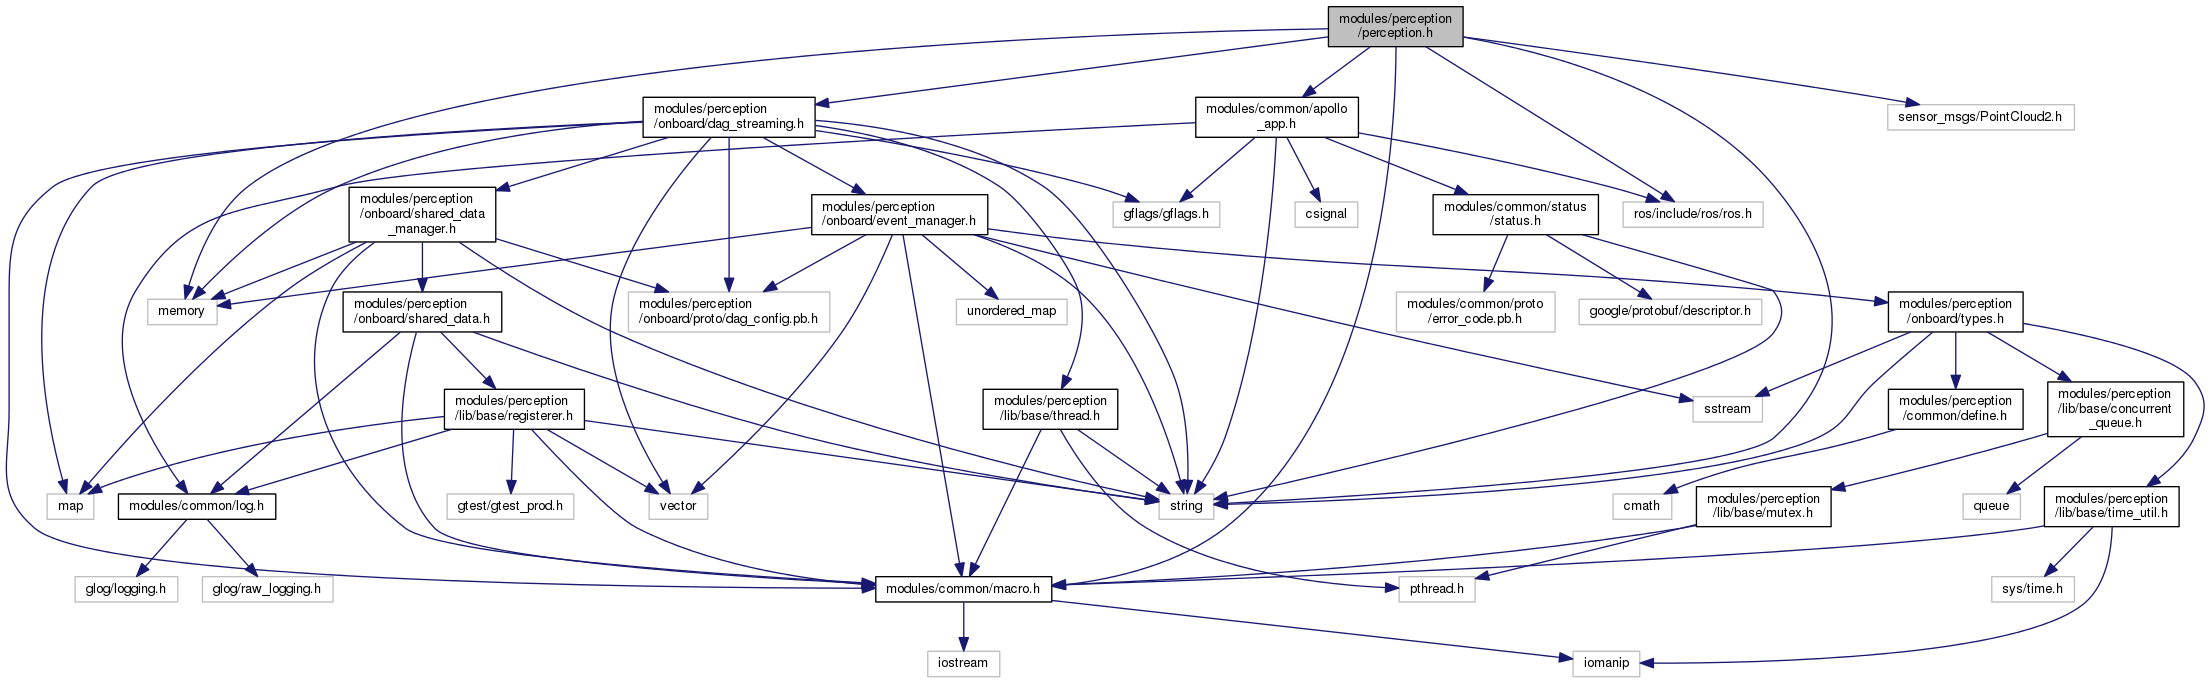 modules/perception
/perception.h
modules/perception
/onboard/dag_streaming.h
modules/common/apollo
_app.h
sensor_msgs/PointCloud2.h
modules/perception
/onboard/shared_data
_manager.h
modules/perception
/onboard/event_manager.h
gflags/gflags.h
csignal
modules/common/status
/status.h
ros/include/ros/ros.h
memory
modules/perception
/onboard/shared_data.h
modules/perception
/onboard/proto/dag_config.pb.h
unordered_map
modules/common/proto
/error_code.pb.h
google/protobuf/descriptor.h
modules/perception
/onboard/types.h
modules/perception
/lib/base/registerer.h
modules/perception
/lib/base/thread.h
sstream
modules/perception
/common/define.h
modules/perception
/lib/base/concurrent
_queue.h
map
modules/common/log.h
gtest/gtest_prod.h
vector
string
cmath
modules/perception
/lib/base/mutex.h
queue
modules/perception
/lib/base/time_util.h
glog/logging.h
glog/raw_logging.h
modules/common/macro.h
pthread.h
sys/time.h
iostream
iomanip